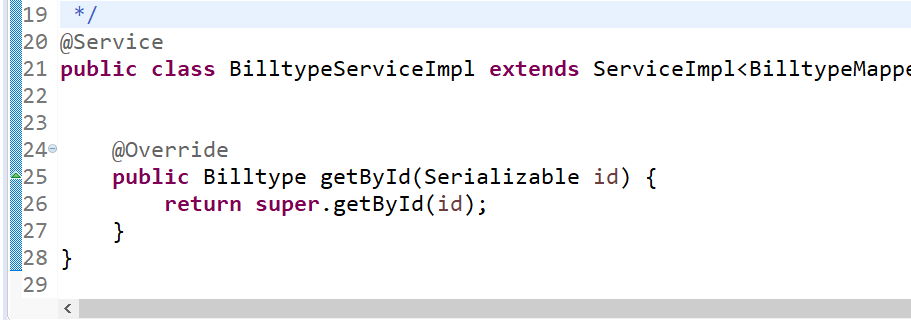 19 */
20 @Service
21 public class BilltypeServiceImpl extends ServiceImpl<BilltypeMappe
22
23
24 @Override
25 public Billtype getById(Serializable id) {
26 return super.getById(id);
27 }
28 }
29